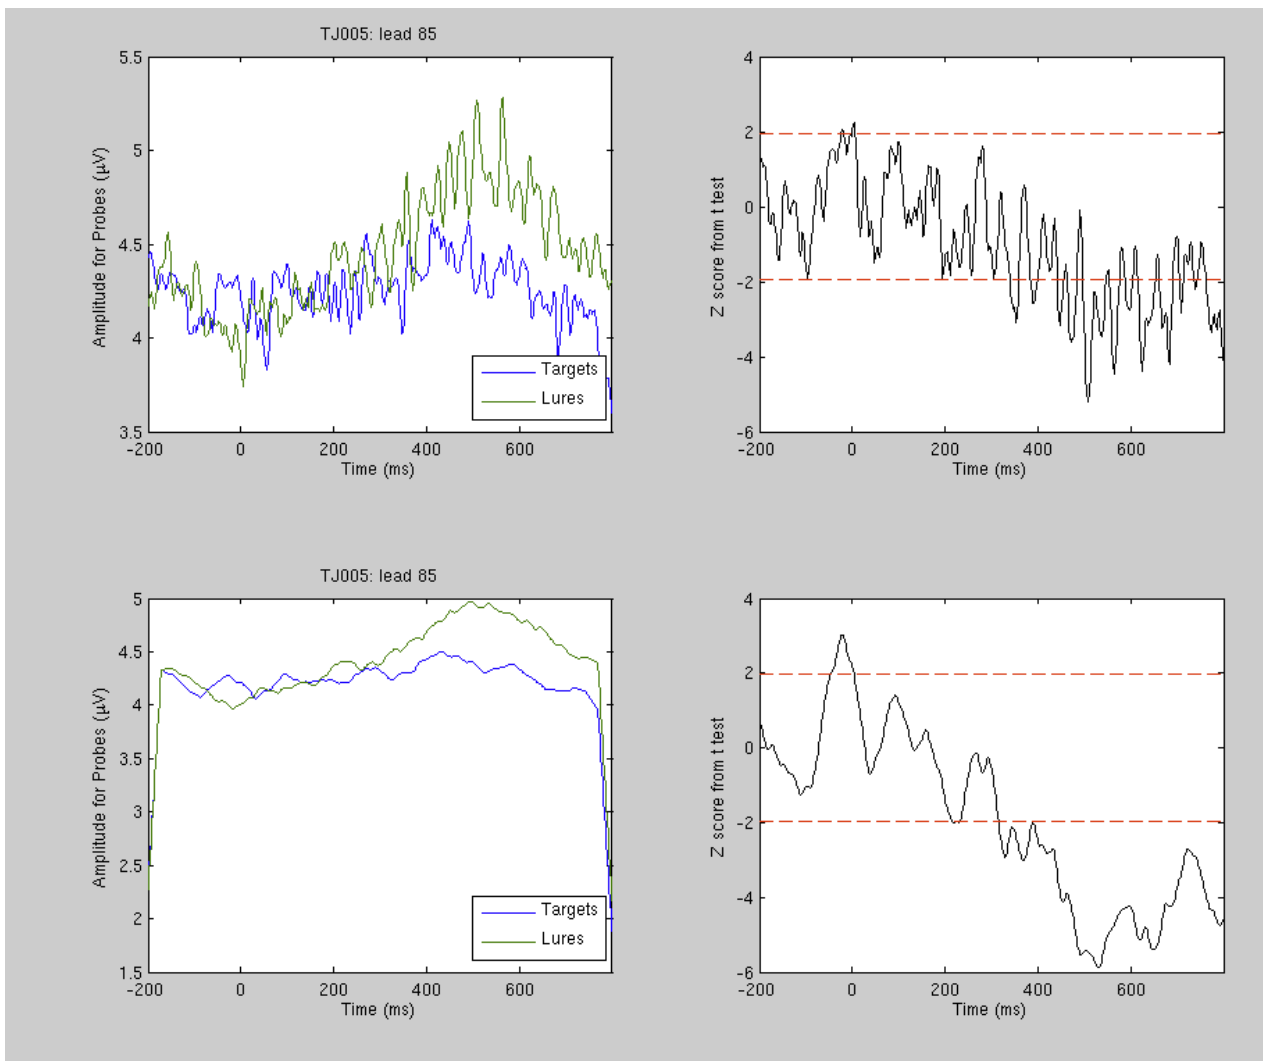 TJ005: lead 85
5.5
5
4.5
4
3.5
Amplitude for Probes (µV)
Targets
Lures
-200 0 200 400 600
Time (ms)
4
2
0
-2
-4
-6
Z score from t test
-200 0 200 400 600
Time (ms)
TJ005: lead 85
5
4.5
4
3.5
3
2.5
2
1.5
Amplitude for Probes (µV)
Targets
Lures
-200 0 200 400 600
Time (ms)
4
2
0
-2
-4
-6
Z score from t test
-200 0 200 400 600
Time (ms)